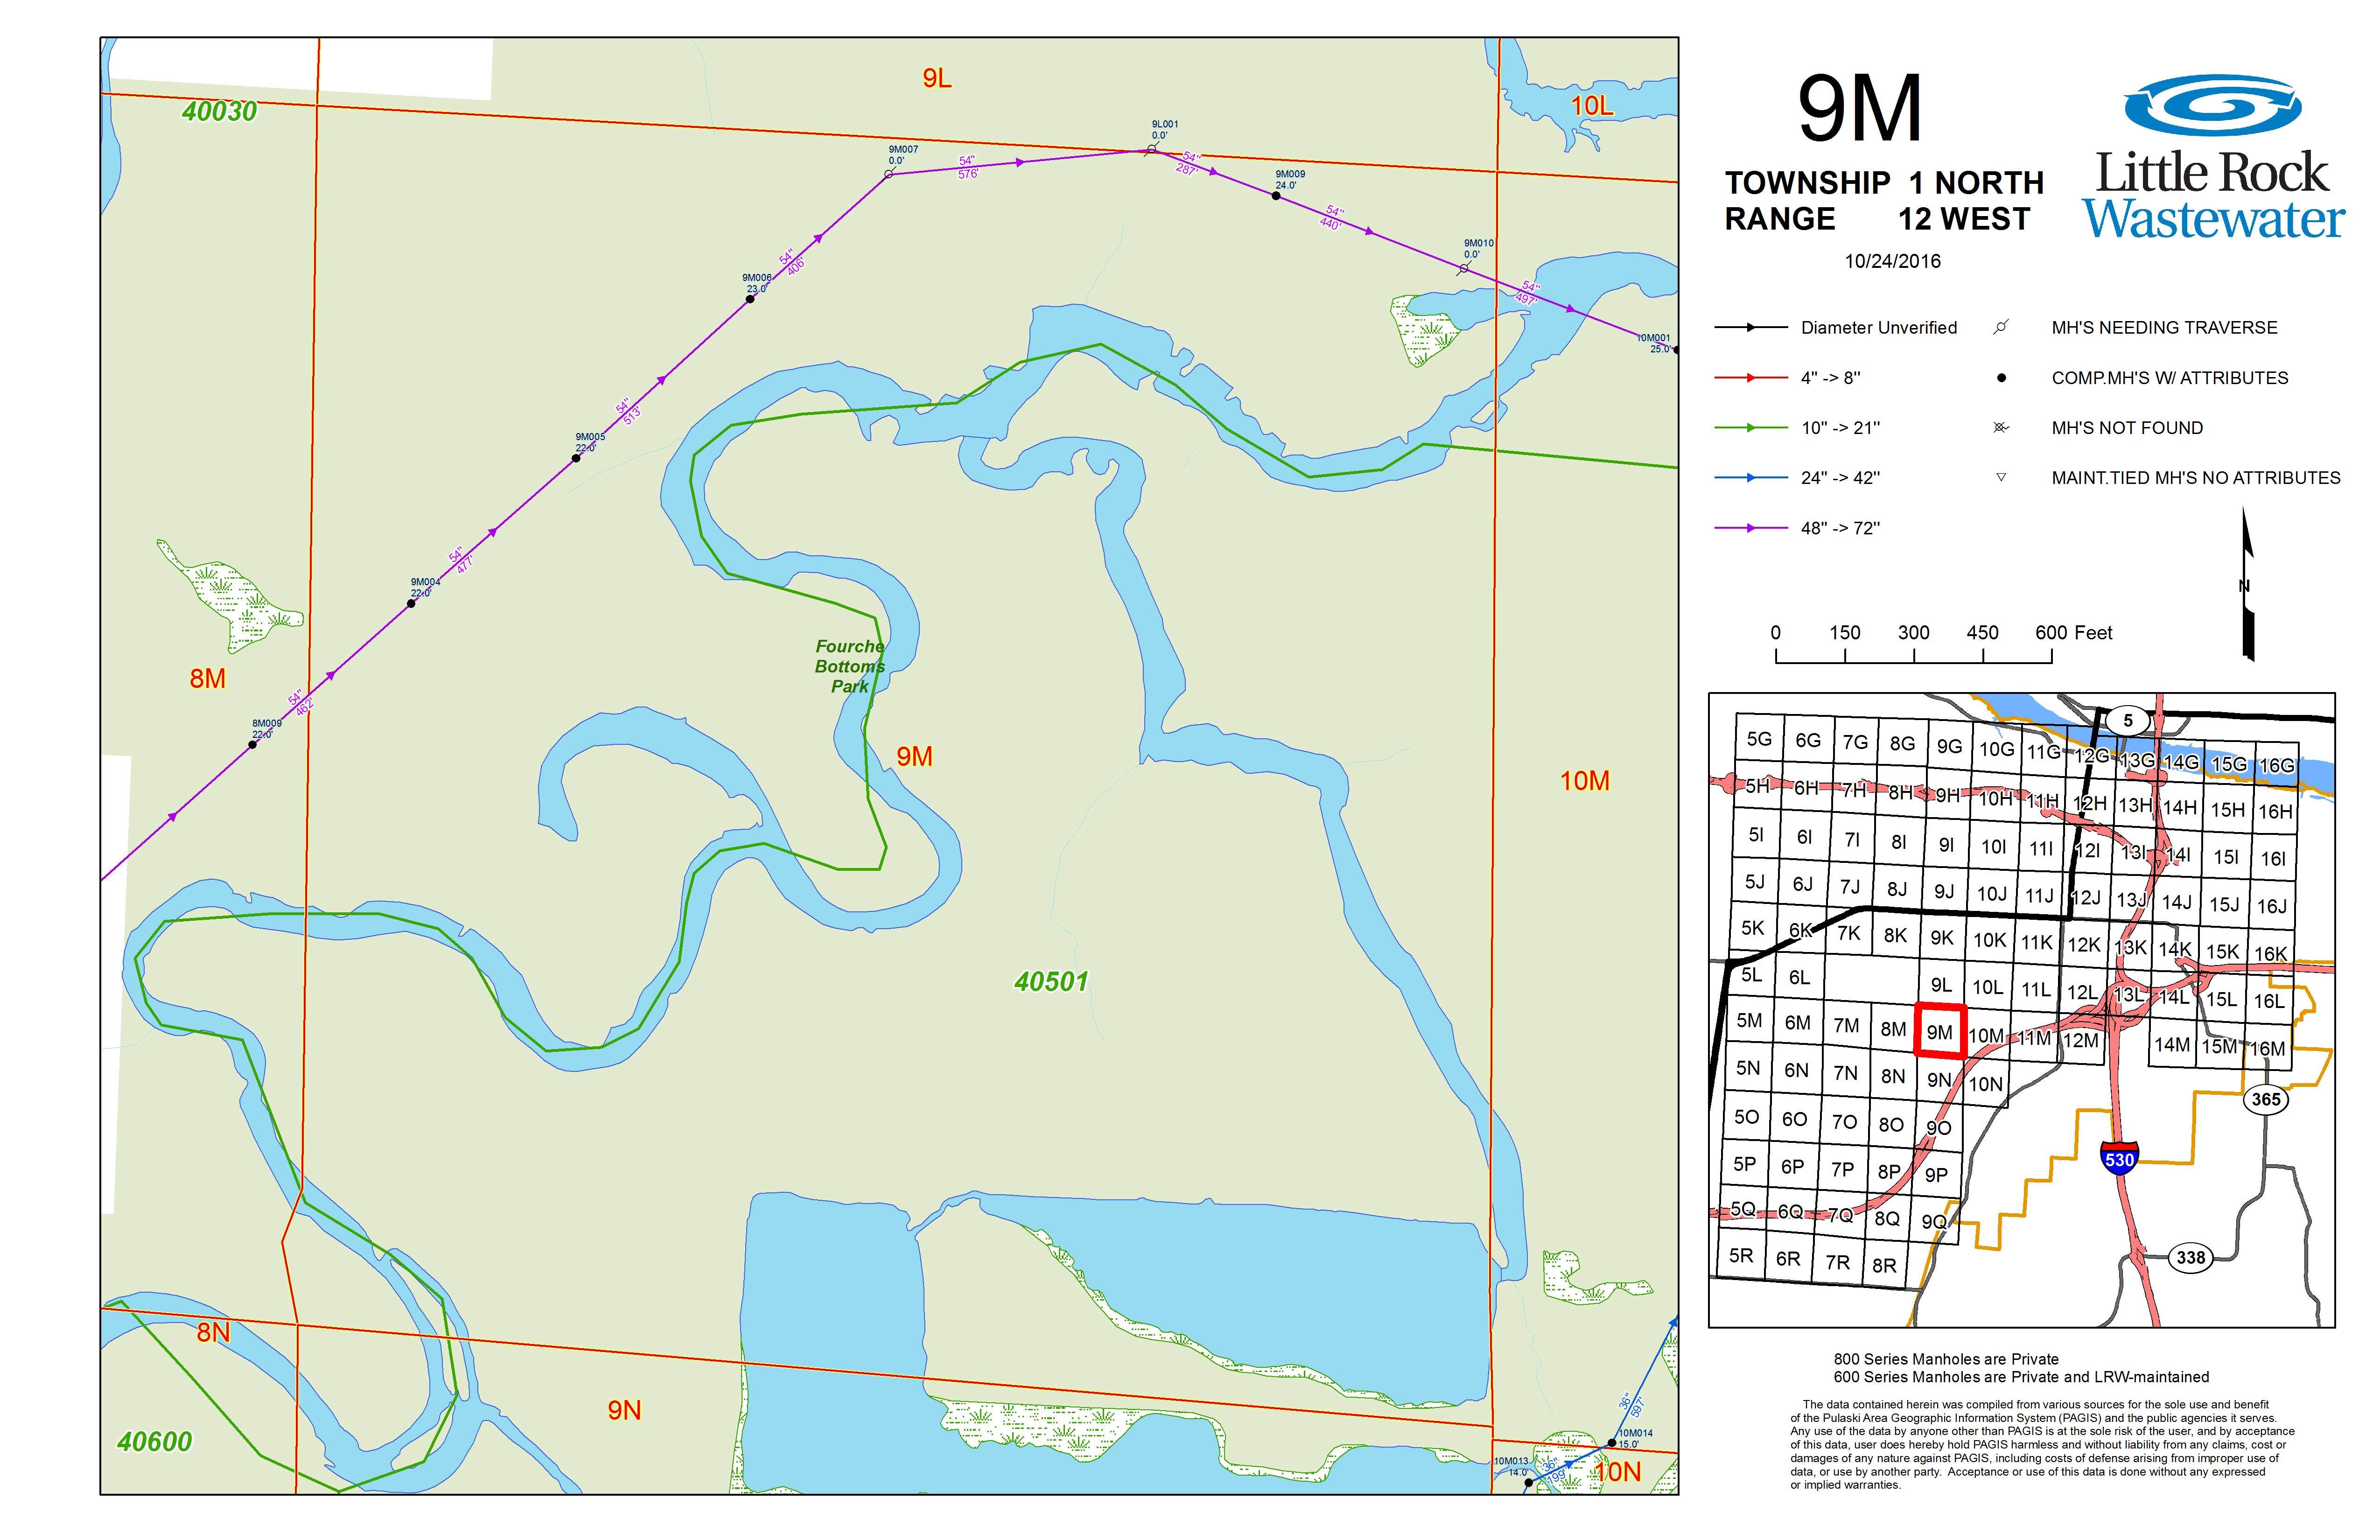 9M
TOWNSHIP 1 NORTH
RANGE 12 WEST
10/24/2016
Little Rock
Wastewater
Diameter Unverified
4" -> 8"
10" -> 21"
24" -> 42"
48" -> 72"
MH'S NEEDING TRAVERSE
COMP.MH'S W/ ATTRIBUTES
MH'S NOT FOUND
MAINT.TIED MH'S NO ATTRIBUTES
N
0 150 300 450 600 Feet
40030
9L
10L
9L001
0.0'
9M007
0.0'
54"
576'
54"
287'
9M009
24.0'
54"
440'
9M010
0.0'
54"
497'
10M001
25.0'
54"
406'
9M006
23.0'
54"
513'
9M005
22.0'
54"
477'
9M004
22.0'
8M
54"
462'
8M009
22.0'
Fourche
Bottoms
Park
9M
10M
40501
8N
9N
40600
36"
597'
10M014
15.0'
10M013
14.0'
36"
199'
10N
5
5G 6G 7G 8G 9G 10G 11G 12G 13G 14G 15G 16G
5H 6H 7H 8H 9H 10H 11H 12H 13H 14H 15H 16H
5I 6I 7I 8I 9I 10I 11I 12I 13I 14I 15I 16I
5J 6J 7J 8J 9J 10J 11J 12J 13J 14J 15J 16J
5K 6K 7K 8K 9K 10K 11K 12K 13K 14K 15K 16K
5L 6L 9L 10L 11L 12L 13L 14L 15L 16L
5M 6M 7M 8M 9M 10M 11M 12M 14M 15M 16M
5N 6N 7N 8N 9N 10N
5O 6O 7O 8O 9O
5P 6P 7P 8P 9P
5Q 6Q 7Q 8Q 9Q
5R 6R 7R 8R
365
530
338
800 Series Manholes are Private
600 Series Manholes are Private and LRW-maintained
The data contained herein was compiled from various sources for the sole use and benefit
of the Pulaski Area Geographic Information System (PAGIS) and the public agencies it serves.
Any use of the data by anyone other than PAGIS is at the sole risk of the user, and by acceptance
of this data, user does hereby hold PAGIS harmless and without liability from any claims, cost or
damages of any nature against PAGIS, including costs of defense arising from improper use of
data, or use by another party. Acceptance or use of this data is done without any expressed
or implied warranties.